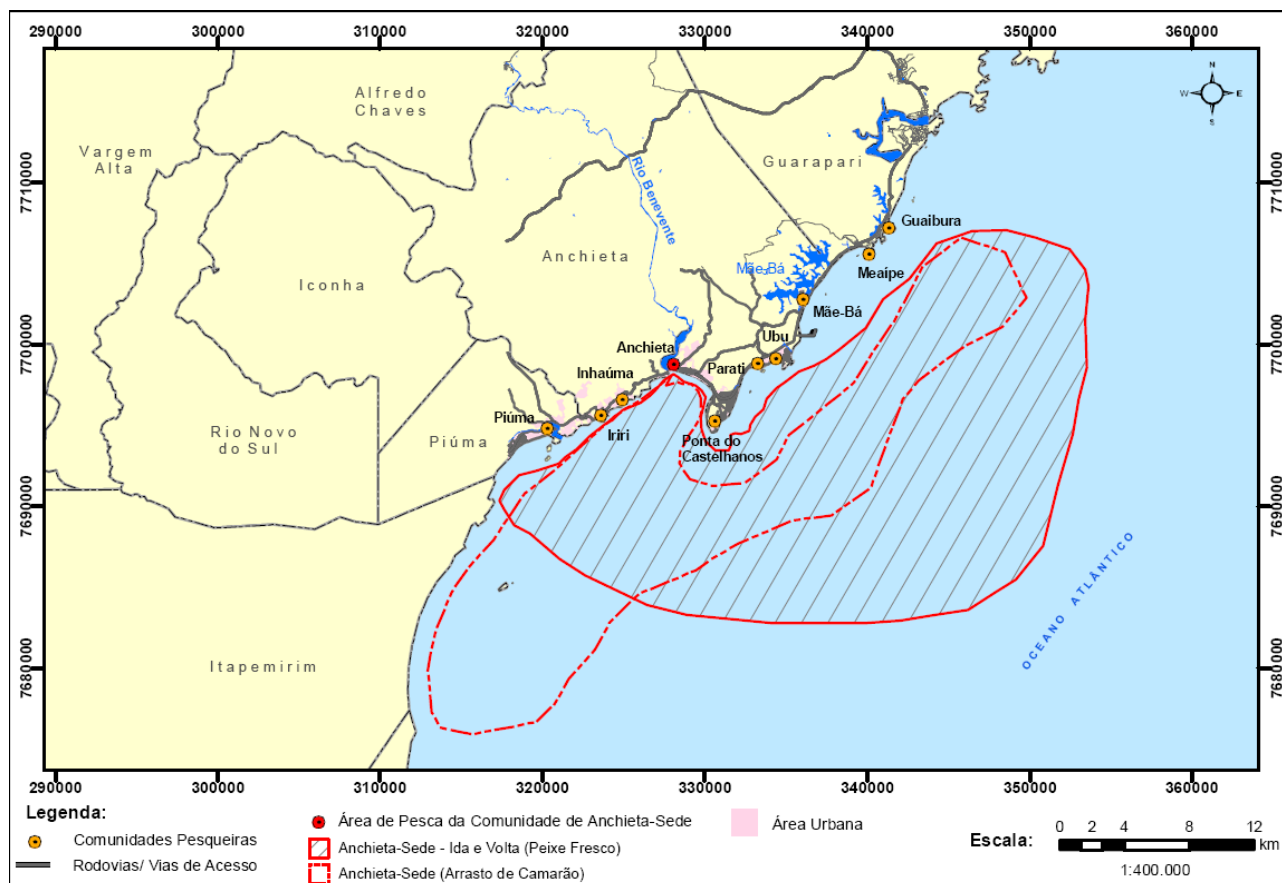 290000 300000 310000 320000 330000 340000 350000 360000
7710000
7700000
7690000
7680000
7710000
7700000
7690000
7680000
N
W E
S
Alfredo
Chaves
Vargem
Alta
Guarapari
Rio Benevente
Guaibura
Anchieta
Mãe-Bá
Meaípe
Iconha
Mãe-Bá
Ubu
Anchieta
Parati
Inhaúma
Piúma
Iriri
Ponta do
Castelhanos
Rio Novo
do Sul
Piúma
OCEANO ATLÂNTICO
Itapemirim
290000 300000 310000 320000 330000 340000 350000 360000
Legenda:
Comunidades Pesqueiras
Rodovias/ Vias de Acesso
Área de Pesca da Comunidade de Anchieta-Sede
Anchieta-Sede - Ida e Volta (Peixe Fresco)
Anchieta-Sede (Arrasto de Camarão)
Área Urbana
Escala:
0 2 4 8 12
km
1:400.000